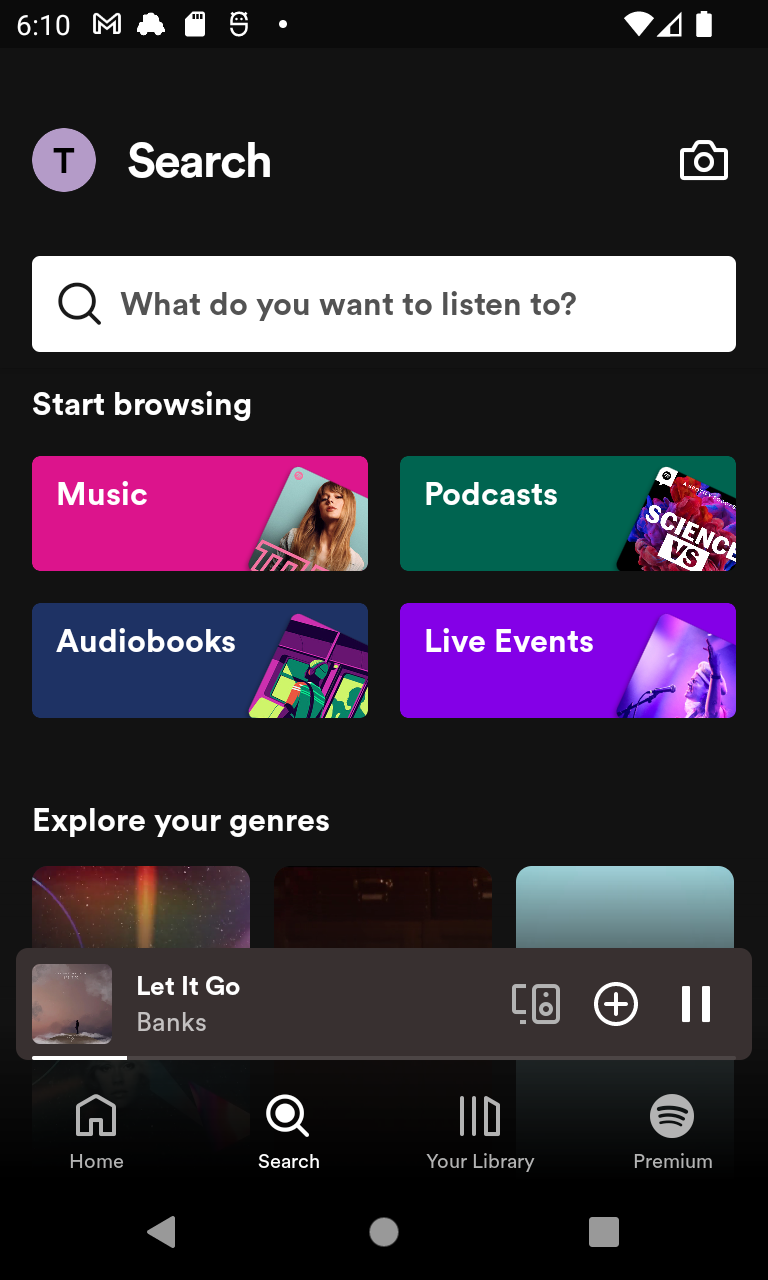 6:10
T
Search
What do you want to listen to?
Start browsing
Music
Podcasts
SCIENCE
VS
Audiobooks
Live Events
Explore your genres
Let It Go
Banks
Home
Search
Your Library
Premium